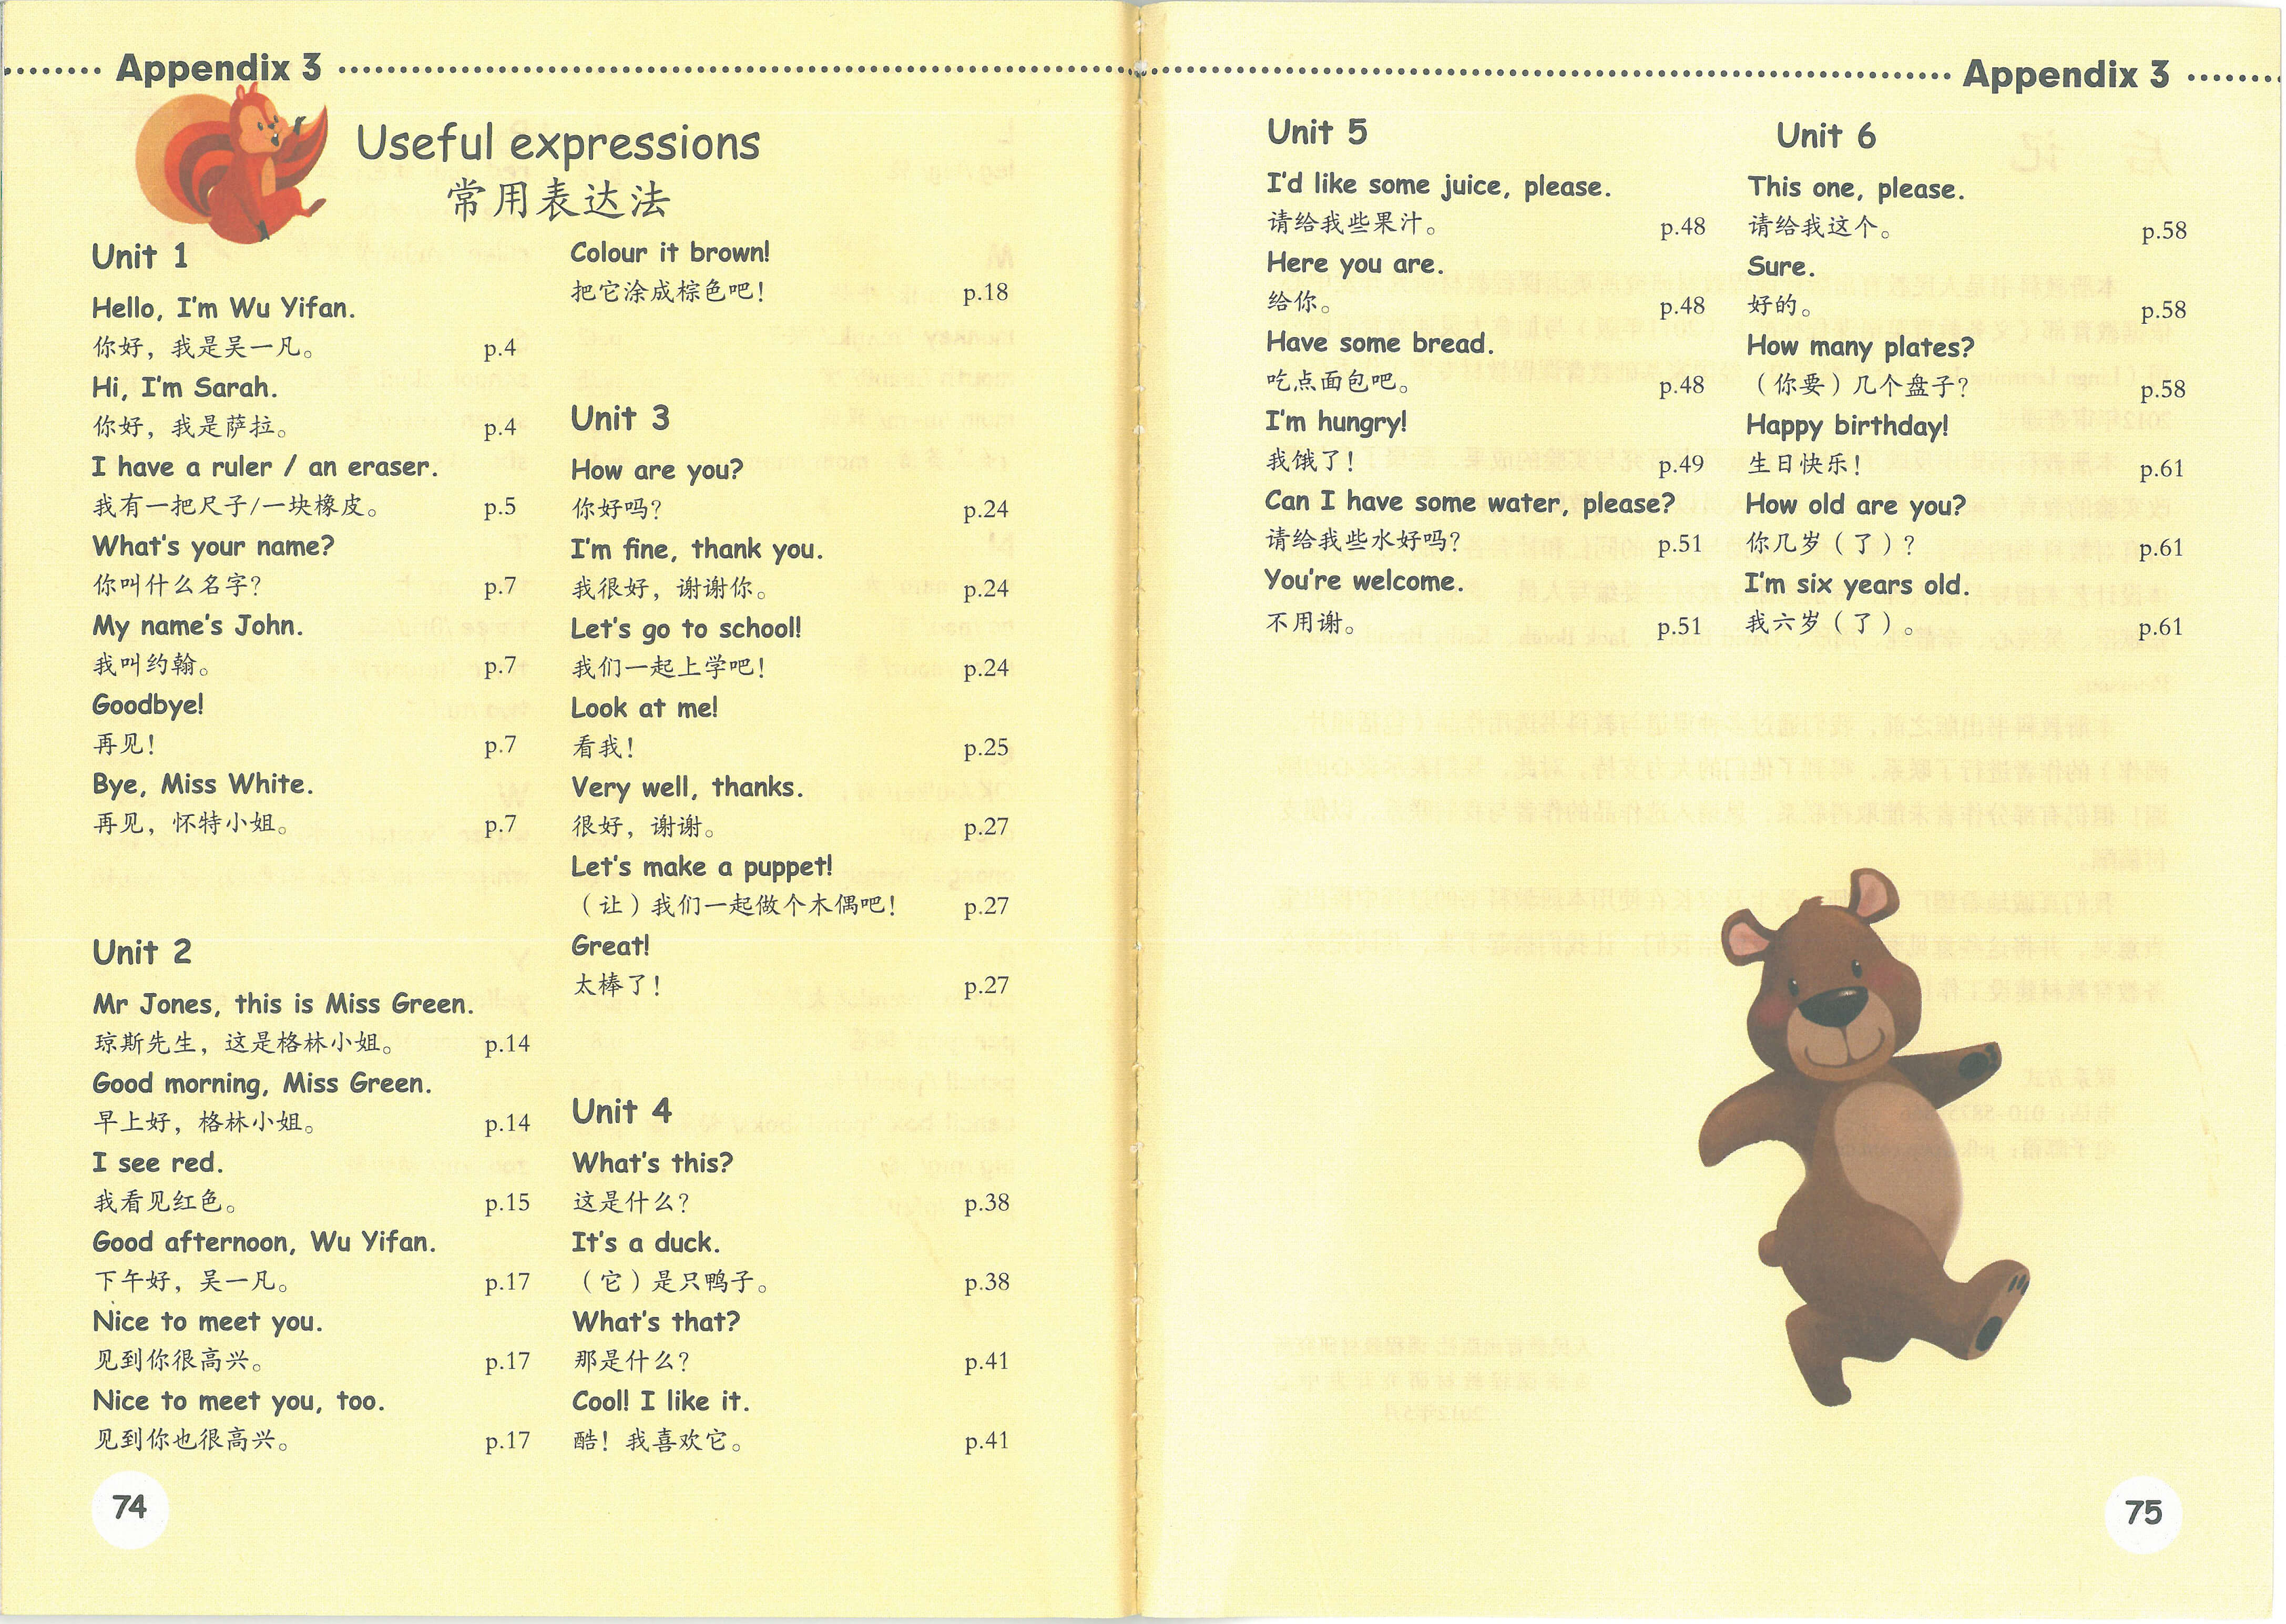 Appendix 3
Useful expressions
常用表达法
Unit 1
Hello, I'm Wu Yifan.
你好，我是吴一凡。 p.4
Hi, I'm Sarah.
你好，我是萨拉。 p.4
I have a ruler / an eraser.
我有一把尺子/一块橡皮。 p.5
What's your name?
你叫什么名字？ p.7
My name's John.
我叫约翰。 p.7
Goodbye!
再见！ p.7
Bye, Miss White.
再见，怀特小姐。 p.7
Unit 2
Mr Jones, this is Miss Green.
琼斯先生，这是格林小姐。 p.14
Good morning, Miss Green.
早上好，格林小姐。 p.14
I see red.
我看见红色。 p.15
Good afternoon, Wu Yifan.
下午好，吴一凡。 p.17
Nice to meet you.
见到你很高兴。 p.17
Nice to meet you, too.
见到你也很高兴。 p.17
Colour it brown!
把它涂成棕色吧！ p.18
Unit 3
How are you?
你好吗？ p.24
I'm fine, thank you.
我很好，谢谢你。 p.24
Let's go to school!
我们一起上学吧！ p.24
Look at me!
看我！ p.25
Very well, thanks.
很好，谢谢。 p.27
Let's make a puppet!
（让）我们一起做个木偶吧！ p.27
Great!
太棒了！ p.27
Unit 4
What's this?
这是什么？ p.38
It's a duck.
（它）是只鸭子。 p.38
What's that?
那是什么？ p.41
Cool! I like it.
酷！我喜欢它。 p.41
74
Appendix 3
Unit 5
I'd like some juice, please.
请给我些果汁。 p.48
Here you are.
给你。 p.48
Have some bread.
吃点面包吧。 p.48
I'm hungry!
我饿了！ p.49
Can I have some water, please?
请给我些水好吗？ p.51
You're welcome.
不用谢。 p.51
Unit 6
This one, please.
请给我这个。 p.58
Sure.
好的。 p.58
How many plates?
（你要）几个盘子？ p.58
Happy birthday!
生日快乐！ p.61
How old are you?
你几岁（了）？ p.61
I'm six years old.
我六岁（了）。 p.61
75